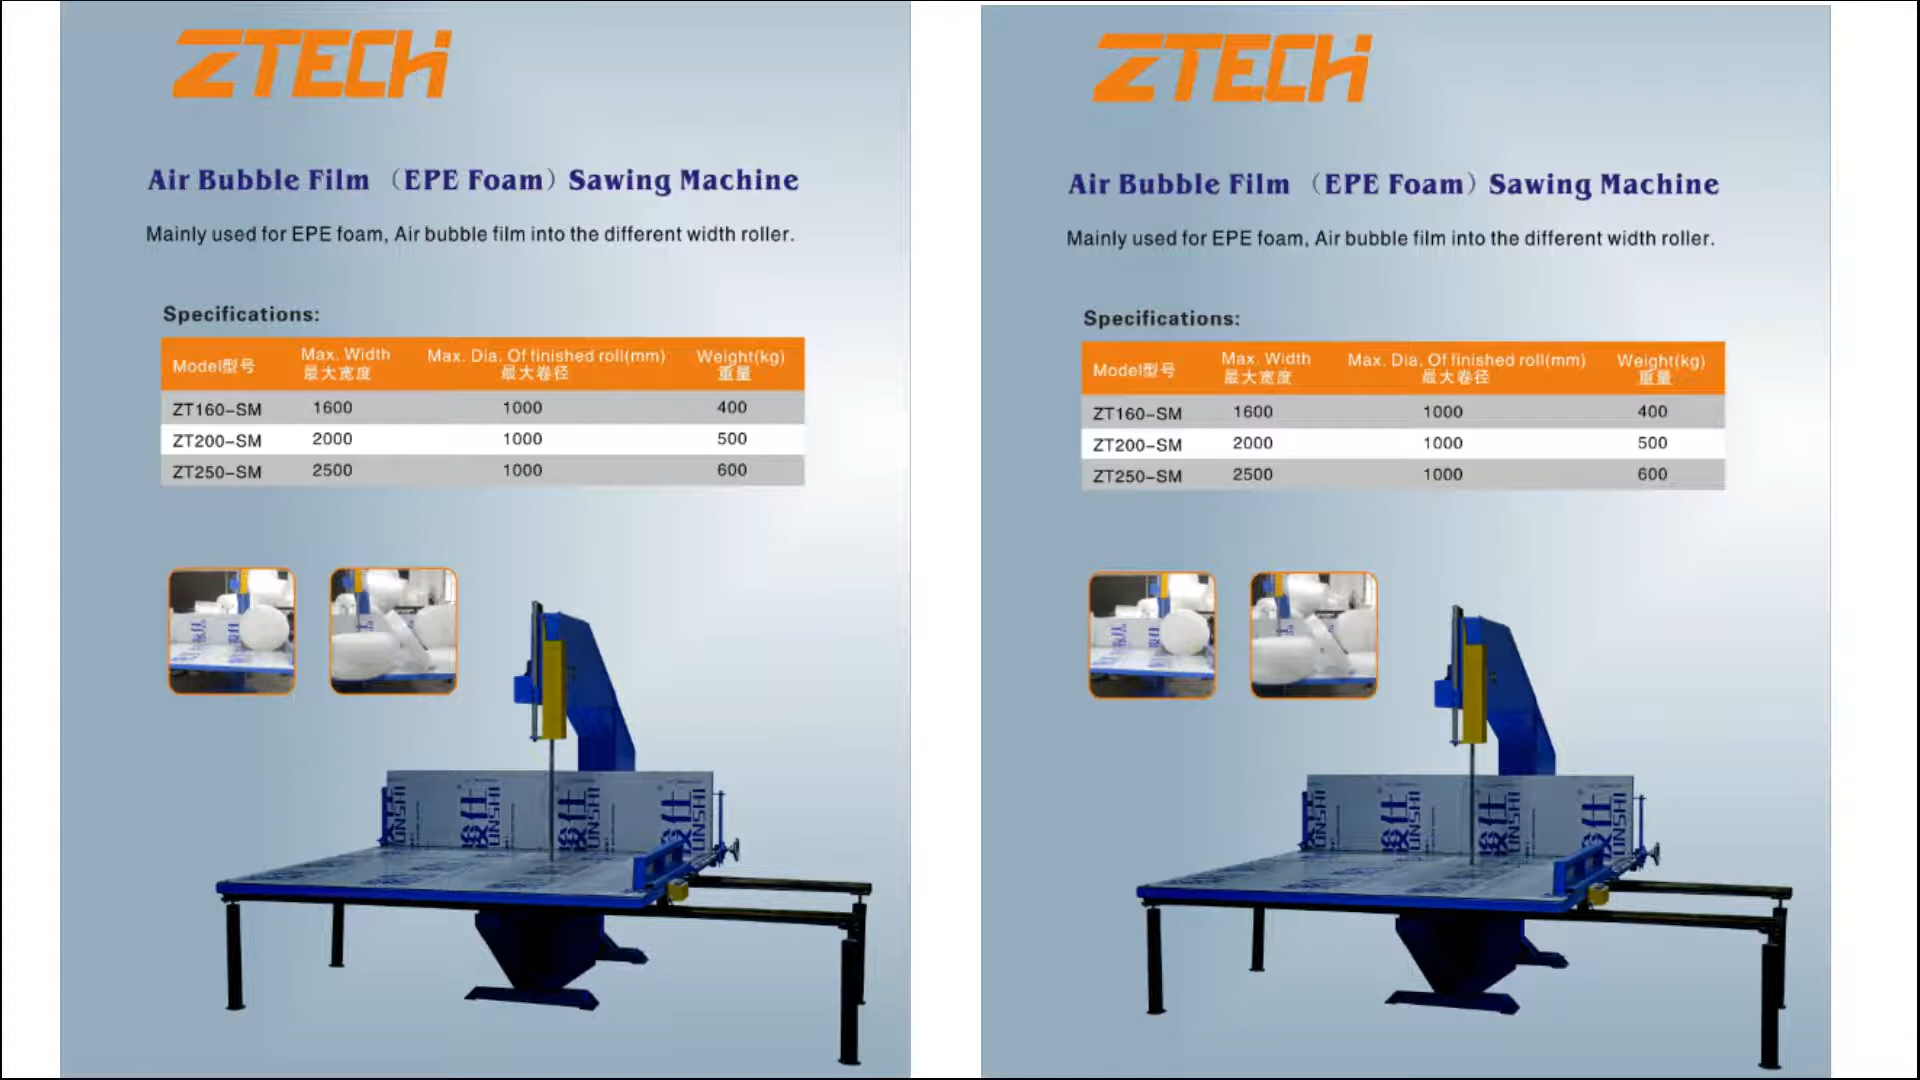 ZTECH
Air Bubble Film （EPE Foam）Sawing Machine
Mainly used for EPE foam, Air bubble film into the different width roller.
Specifications:
Model型号 Max. Width 最大宽度 Max. Dia. Of finished roll(mm) 最大卷径 Weight(kg) 重量
ZT160-SM 1600 1000 400
ZT200-SM 2000 1000 500
ZT250-SM 2500 1000 600
ZTECH
Air Bubble Film （EPE Foam）Sawing Machine
Mainly used for EPE foam, Air bubble film into the different width roller.
Specifications:
Model型号 Max. Width 最大宽度 Max. Dia. Of finished roll(mm) 最大卷径 Weight(kg) 重量
ZT160-SM 1600 1000 400
ZT200-SM 2000 1000 500
ZT250-SM 2500 1000 600